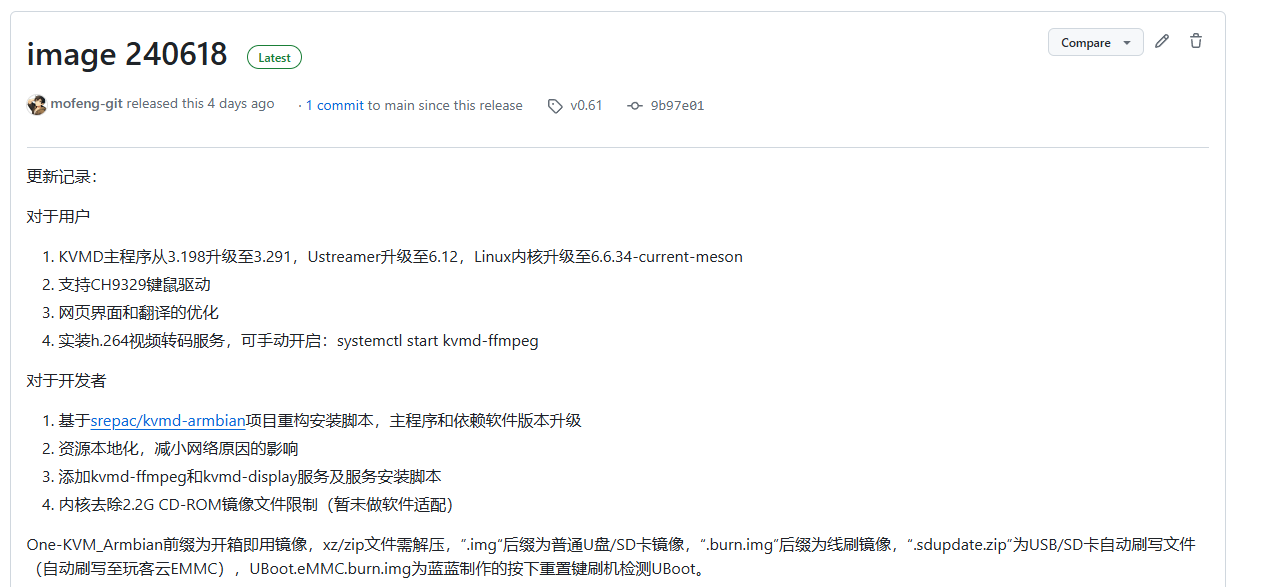 image 240618 Latest Compare
mofeng-git released this 4 days ago · 1 commit to main since this release v0.61 9b97e01
更新记录：
对于用户
1. KVMD主程序从3.198升级至3.291，Ustreamer升级至6.12，Linux内核升级至6.6.34-current-meson
2. 支持CH9329键鼠驱动
3. 网页界面和翻译的优化
4. 实装h.264视频转码服务，可手动开启：systemctl start kvmd-ffmpeg
对于开发者
1. 基于srepac/kvmd-armbian项目重构安装脚本，主程序和依赖软件版本升级
2. 资源本地化，减小网络原因的影响
3. 添加kvmd-ffmpeg和kvmd-display服务及服务安装脚本
4. 内核去除2.2G CD-ROM镜像文件限制（暂未做软件适配）
One-KVM_Armbian前缀为开箱即用镜像，xz/zip文件需解压，“.img”后缀为普通U盘/SD卡镜像，“.burn.img”后缀为线刷镜像，“.sdupdate.zip”为USB/SD卡自动刷写文件
（自动刷写至玩客云EMMC），UBoot.eMMC.burn.img为蓝蓝制作的按下重置键刷机检测UBoot。